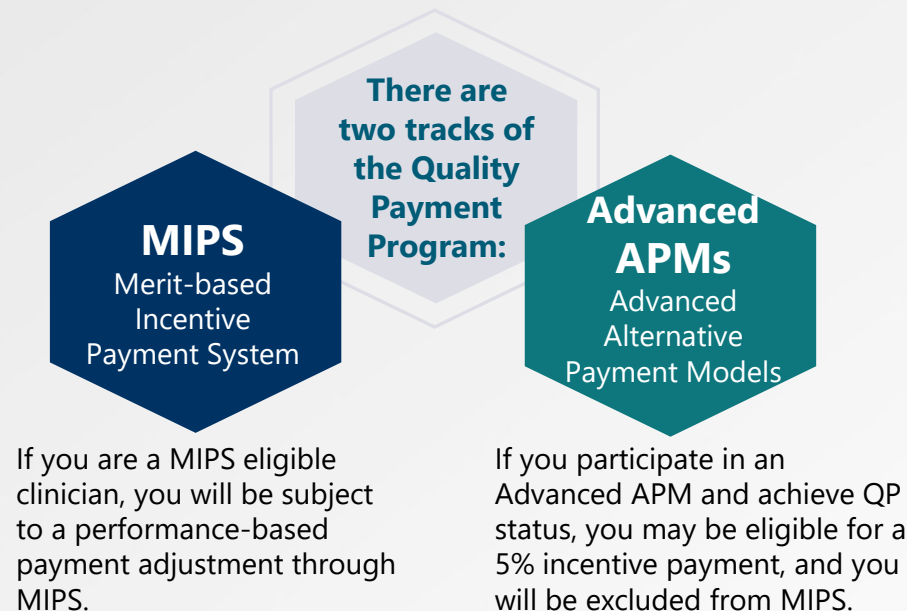 There are
two tracks of
the Quality
Payment
Program:
MIPS
Merit-based
Incentive
Payment System
Advanced
APMs
Advanced
Alternative
Payment Models
If you are a MIPS eligible
clinician, you will be subject
to a performance-based
payment adjustment through
MIPS.
If you participate in an
Advanced APM and achieve QP
status, you may be eligible for a
5% incentive payment, and you
will be excluded from MIPS.